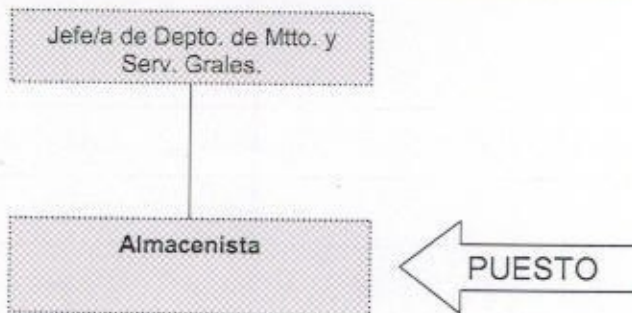 Jefe/a de Depto. de Mtto. y
Serv. Grales.
Almacenista
PUESTO